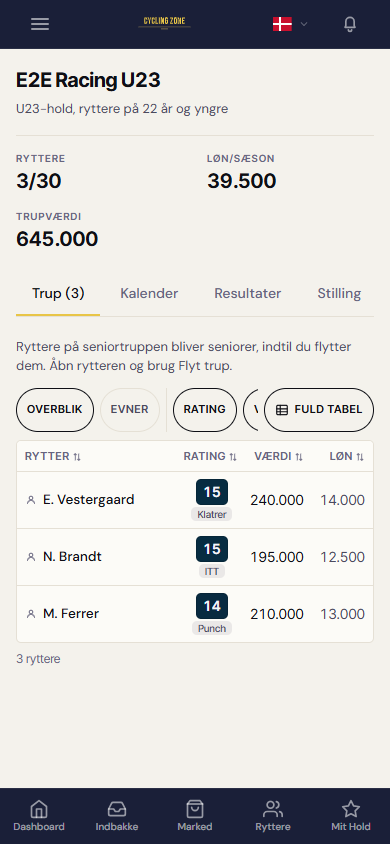 CYCLING ZONE
E2E Racing U23
U23-hold, ryttere på 22 år og yngre
RYTTERE
LØN/SÆSON
3/30
39.500
TRUPVÆRDI
645.000
Trup (3)
Kalender
Resultater
Stilling
Ryttere på seniortruppen bliver seniorer, indtil du flytter
dem. Åbn rytteren og brug Flyt trup.
OVERBLIK
EVNER
RATING
FULD TABEL
RYTTER
RATING
VÆRDI
LØN
E. Vestergaard
15
Klatrer
240.000
14.000
N. Brandt
15
ITT
195.000
12.500
M. Ferrer
14
Punch
210.000
13.000
3 ryttere
Dashboard
Indbakke
Marked
Ryttere
Mit Hold